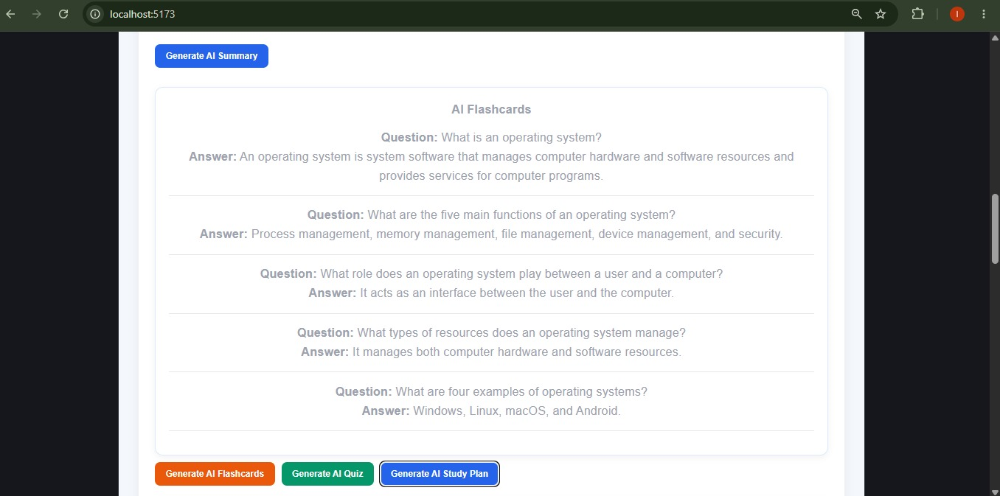 localhost:5173
I
Generate AI Summary
AI Flashcards
Question: What is an operating system?
Answer: An operating system is system software that manages computer hardware and software resources and
provides services for computer programs.
Question: What are the five main functions of an operating system?
Answer: Process management, memory management, file management, device management, and security.
Question: What role does an operating system play between a user and a computer?
Answer: It acts as an interface between the user and the computer.
Question: What types of resources does an operating system manage?
Answer: It manages both computer hardware and software resources.
Question: What are four examples of operating systems?
Answer: Windows, Linux, macOS, and Android.
Generate AI Flashcards
Generate AI Quiz
Generate AI Study Plan